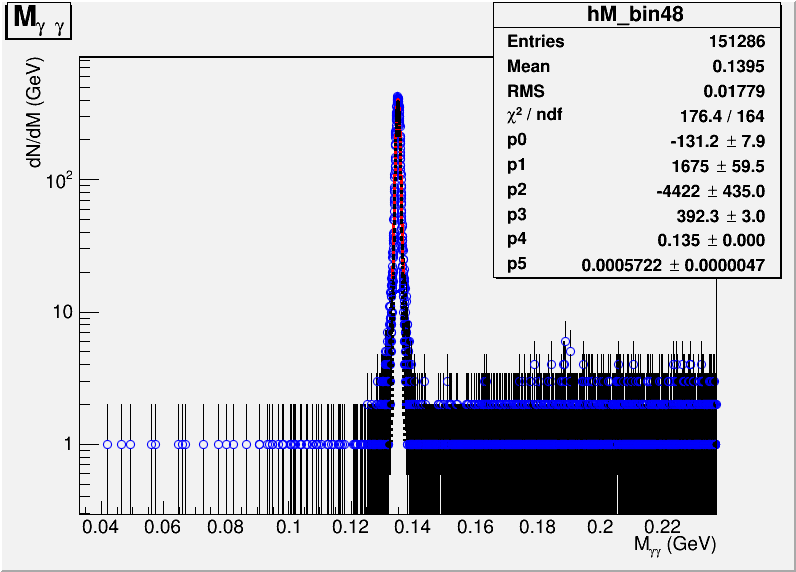 Mγ γ
hM_bin48
Entries 151286
Mean 0.1395
RMS 0.01779
χ² / ndf 176.4 / 164
p0 -131.2 ± 7.9
p1 1675 ± 59.5
p2 -4422 ± 435.0
p3 392.3 ± 3.0
p4 0.135 ± 0.000
p5 0.0005722 ± 0.0000047
dN/dM (GeV)
10²
10
1
0.04 0.06 0.08 0.1 0.12 0.14 0.16 0.18 0.2 0.22
Mγγ (GeV)